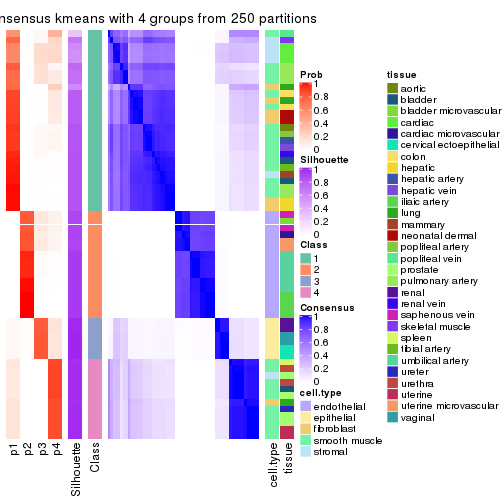 nsensus kmeans with 4 groups from 250 partitions
p1
p2
p3
p4
Silhouette
Class
cell.type
tissue
Prob
0.8
0.6
0.4
0.2
0
Silhouette
1
0.8
0.6
0.4
0.2
0
Class
1
2
3
4
Consensus
1
0.8
0.6
0.4
0.2
0
cell.type
endothelial
epithelial
fibroblast
smooth muscle
stromal
tissue
aortic
bladder
bladder microvascular
cardiac
cardiac microvascular
cervical ectoepithelial
colon
hepatic
hepatic artery
hepatic vein
iliac artery
lung
mammary
neonatal dermal
popliteal artery
popliteal vein
prostate
pulmonary artery
renal
renal vein
saphenous vein
skeletal muscle
spleen
tibial artery
umbilical artery
ureter
urethra
uterine
uterine microvascular
vaginal